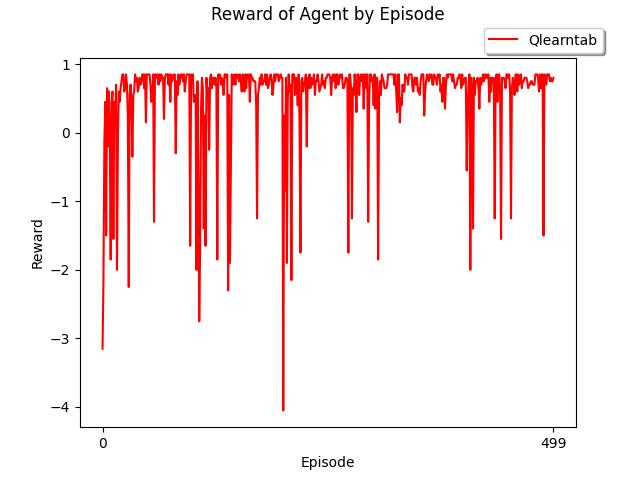 Reward of Agent by Episode
Qlearntab
1
0
−1
−2
−3
−4
Reward
0
499
Episode